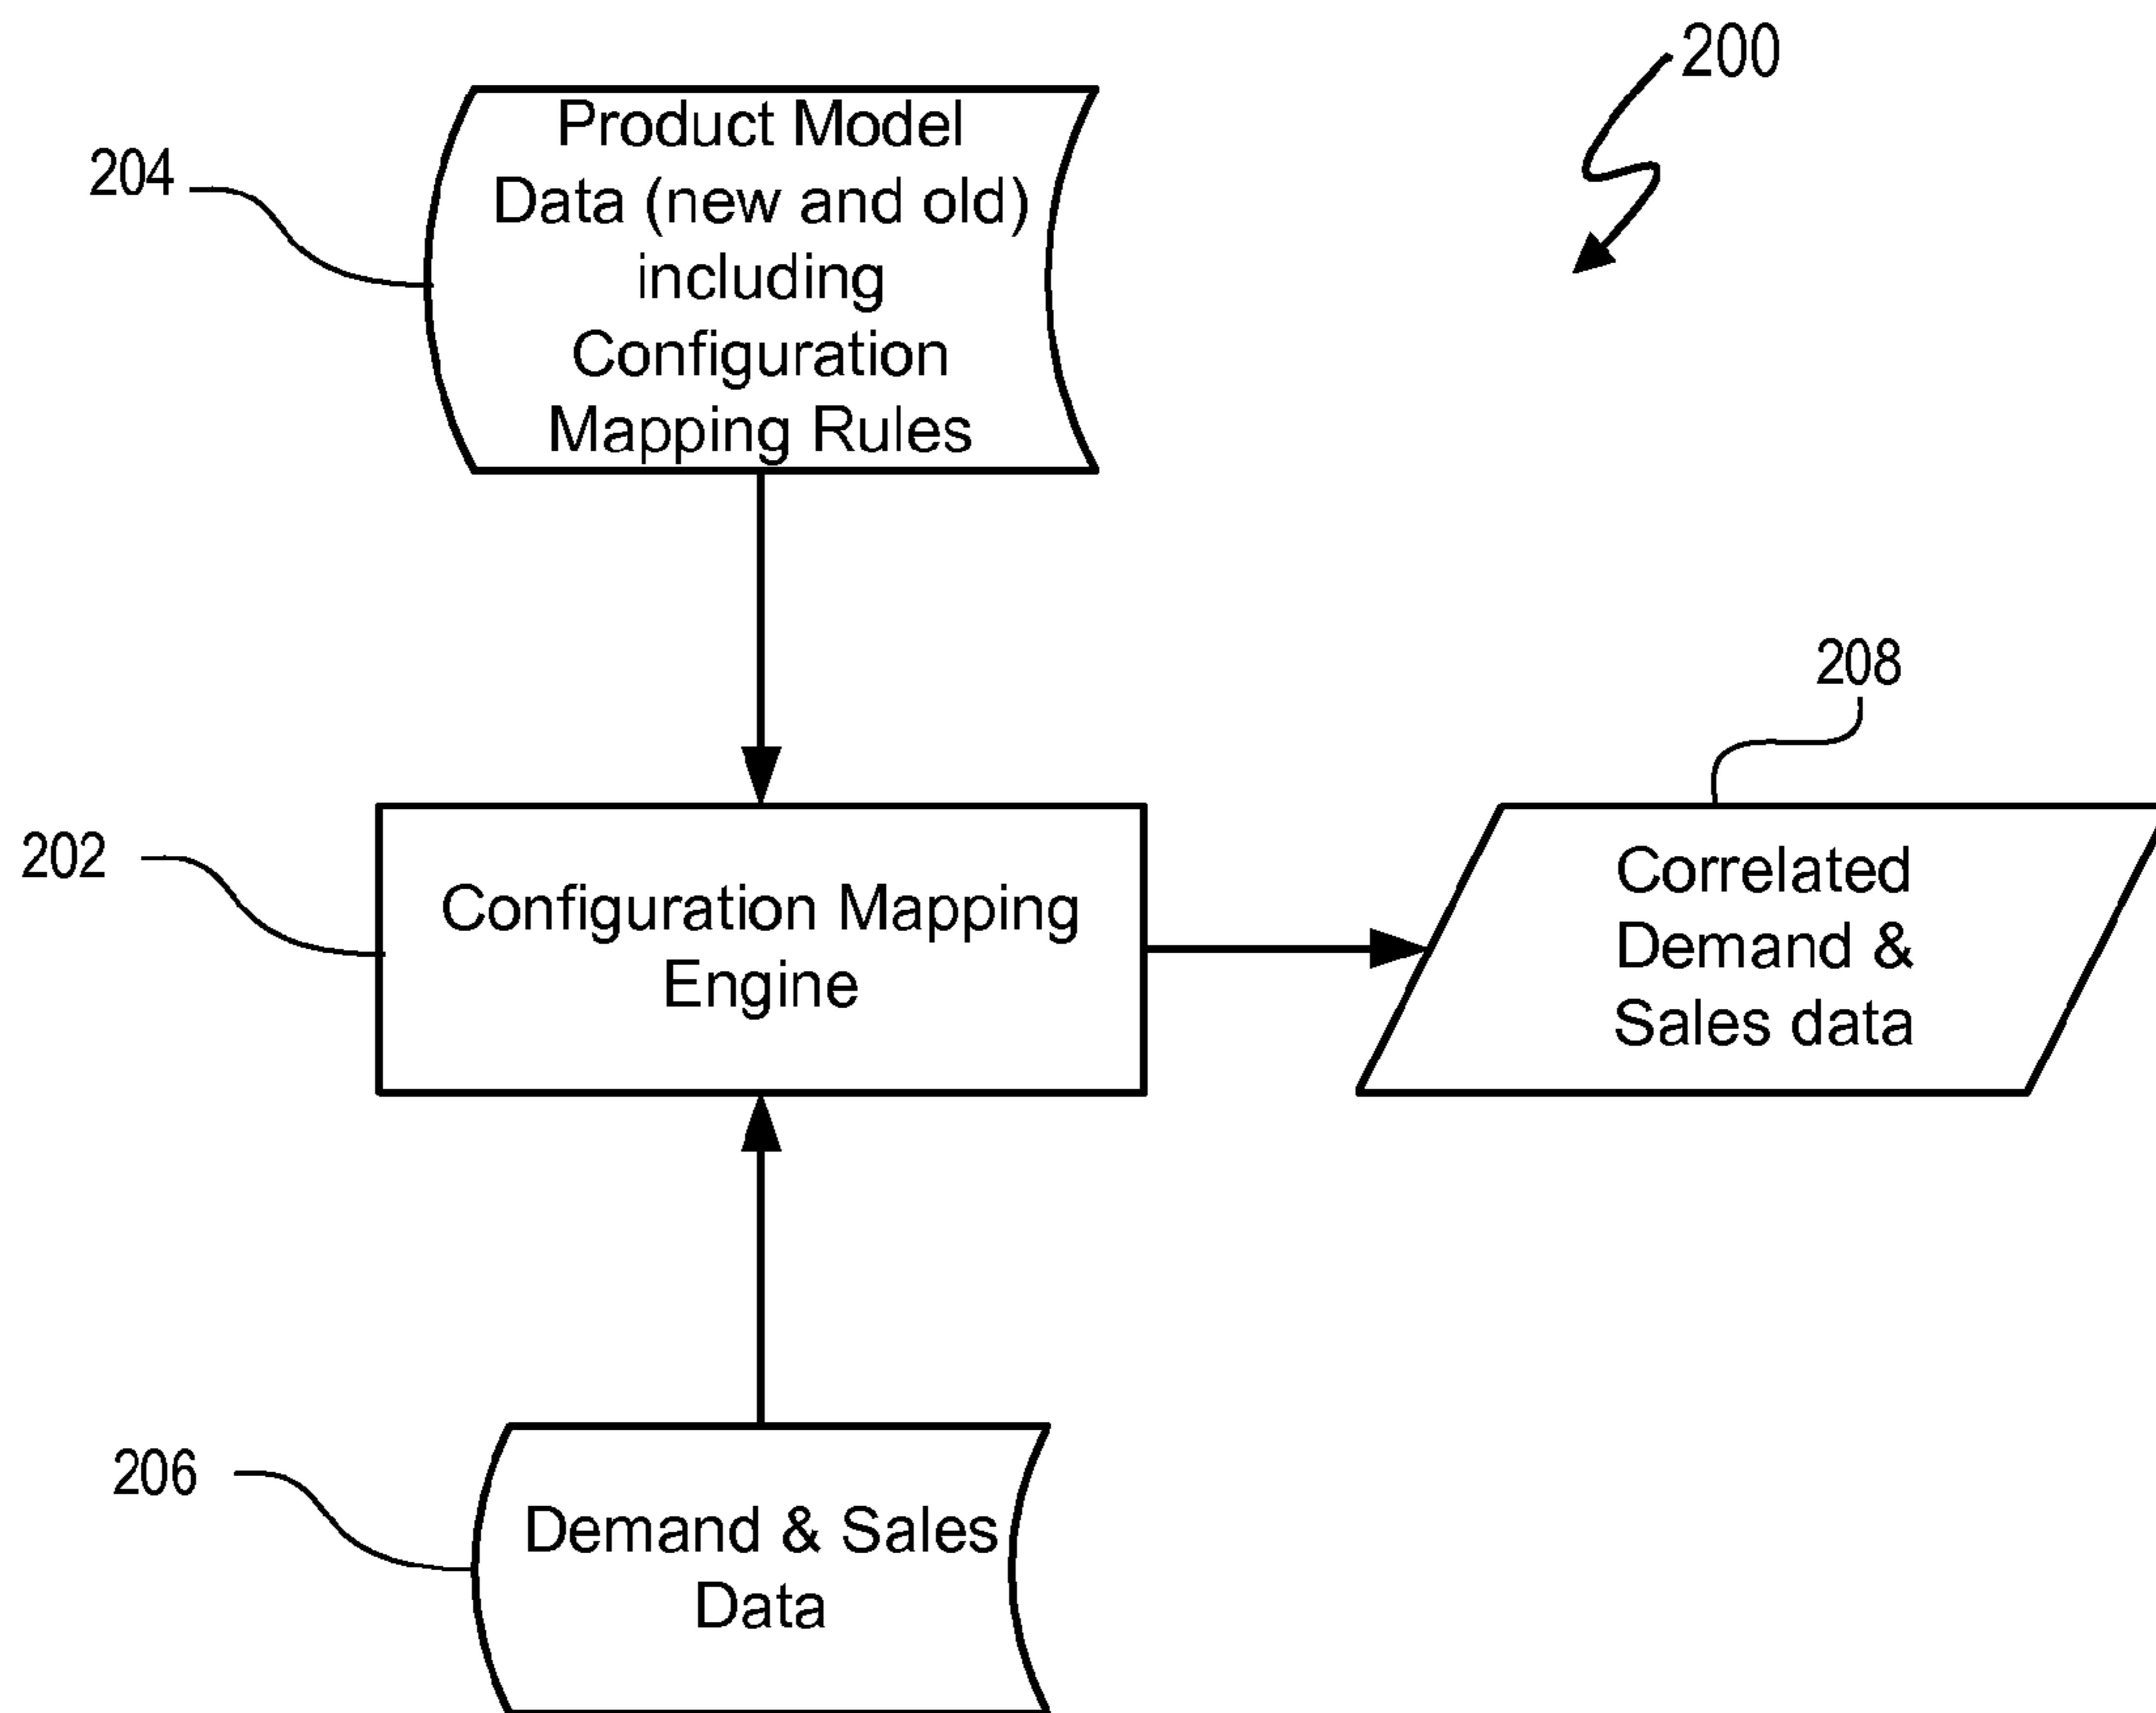 200
204
Product Model
Data (new and old)
including
Configuration
Mapping Rules
208
202
Configuration Mapping
Engine
Correlated
Demand &
Sales data
206
Demand & Sales
Data